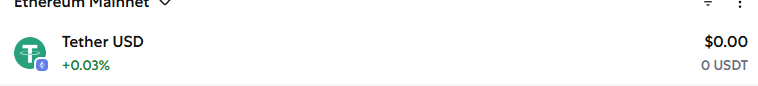 Ethereum Mainnet
Tether USD
$0.00
+0.03%
0 USDT